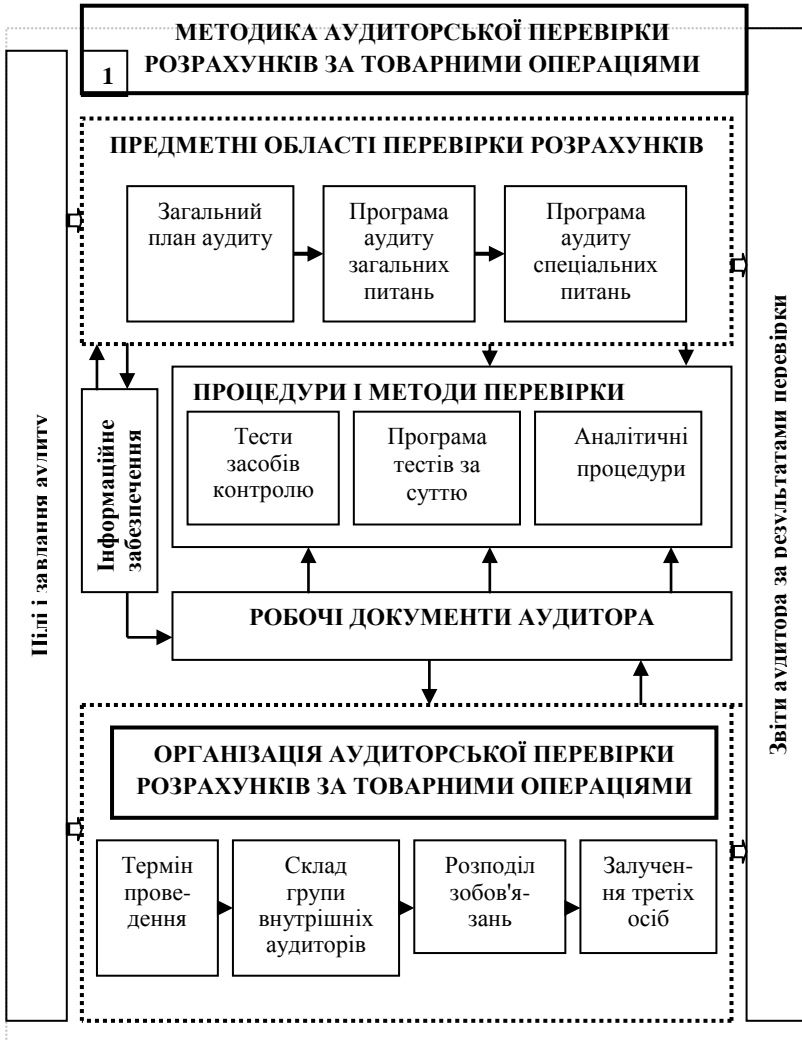 МЕТОДИКА АУДИТОРСЬКОЇ ПЕРЕВІРКИ
РОЗРАХУНКІВ ЗА ТОВАРНИМИ ОПЕРАЦІЯМИ
1
ПРЕДМЕТНІ ОБЛАСТІ ПЕРЕВІРКИ РОЗРАХУНКІВ
Загальний
план аудиту
Програма
аудиту
загальних
питань
Програма
аудиту
спеціальних
питань
ПРОЦЕДУРИ І МЕТОДИ ПЕРЕВІРКИ
Тести
засобів
контролю
Програма
тестів за
суттю
Аналітичні
процедури
Інформаційне
забезпечення
РОБОЧІ ДОКУМЕНТИ АУДИТОРА
ОРГАНІЗАЦІЯ АУДИТОРСЬКОЇ ПЕРЕВІРКИ
РОЗРАХУНКІВ ЗА ТОВАРНИМИ ОПЕРАЦІЯМИ
Термін
прове-
дення
Склад
групи
внутрішніх
аудиторів
Розподіл
зобов'я-
зань
Залучен-
ня третіх
осіб
Цілі і завдання аудиту
Звіти аудитора за результатами перевірки